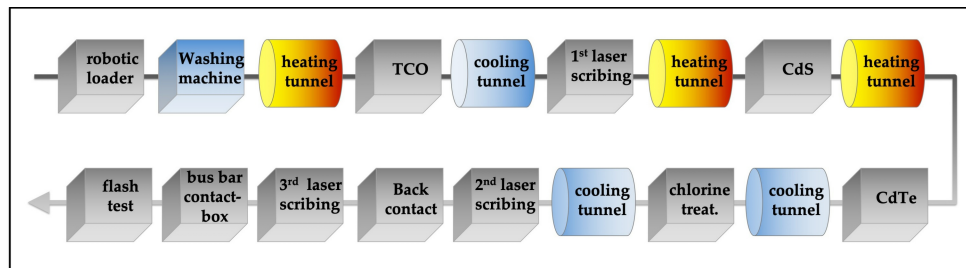 robotic
loader
Washing
machine
heating
tunnel
TCO
cooling
tunnel
1st laser
scribing
heating
tunnel
CdS
heating
tunnel
flash
test
bus bar
contact-
box
3rd laser
scribing
Back
contact
2nd laser
scribing
cooling
tunnel
chlorine
treat.
cooling
tunnel
CdTe